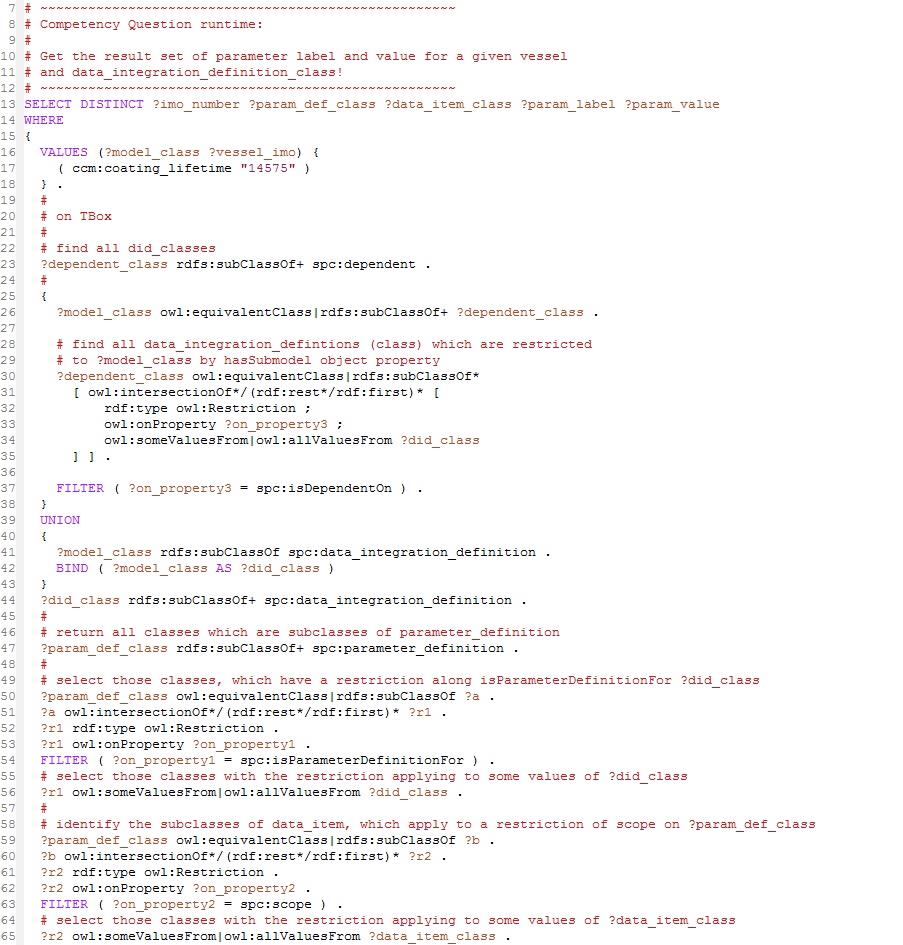 7 # ~~~~~~~~~~~~~~~~~~~~~~~~~~~~~~~~~~~~~~~~~~~~~~~~~~~~
8 # Competency Question runtime:
9 #
10 # Get the result set of parameter label and value for a given vessel
11 # and data_integration_definition_class!
12 # ~~~~~~~~~~~~~~~~~~~~~~~~~~~~~~~~~~~~~~~~~~~~~~~~~~~~
13 SELECT DISTINCT ?imo_number ?param_def_class ?data_item_class ?param_label ?param_value
14 WHERE
15 {
16   VALUES (?model_class ?vessel_imo) {
17     ( ccm:coating_lifetime "14575" )
18   } .
19   #
20   # on TBox
21   #
22   # find all did_classes
23   ?dependent_class rdfs:subClassOf+ spc:dependent .
24   #
25   {
26     ?model_class owl:equivalentClass|rdfs:subClassOf+ ?dependent_class .
27
28     # find all data_integration_defintions (class) which are restricted
29     # to ?model_class by hasSubmodel object property
30     ?dependent_class owl:equivalentClass|rdfs:subClassOf*
31       [ owl:intersectionOf*/(rdf:rest*/rdf:first)* [
32           rdf:type owl:Restriction ;
33           owl:onProperty ?on_property3 ;
34           owl:someValuesFrom|owl:allValuesFrom ?did_class
35       ] ] .
36
37     FILTER ( ?on_property3 = spc:isDependentOn ) .
38   }
39   UNION
40   {
41     ?model_class rdfs:subClassOf spc:data_integration_definition .
42     BIND ( ?model_class AS ?did_class )
43   }
44   ?did_class rdfs:subClassOf+ spc:data_integration_definition .
45   #
46   # return all classes which are subclasses of parameter_definition
47   ?param_def_class rdfs:subClassOf+ spc:parameter_definition .
48   #
49   # select those classes, which have a restriction along isParameterDefinitionFor ?did_class
50   ?param_def_class owl:equivalentClass|rdfs:subClassOf ?a .
51   ?a owl:intersectionOf*/(rdf:rest*/rdf:first)* ?r1 .
52   ?r1 rdf:type owl:Restriction .
53   ?r1 owl:onProperty ?on_property1 .
54   FILTER ( ?on_property1 = spc:isParameterDefinitionFor ) .
55   # select those classes with the restriction applying to some values of ?did_class
56   ?r1 owl:someValuesFrom|owl:allValuesFrom ?did_class .
57   #
58   # identify the subclasses of data_item, which apply to a restriction of scope on ?param_def_class
59   ?param_def_class owl:equivalentClass|rdfs:subClassOf ?b .
60   ?b owl:intersectionOf*/(rdf:rest*/rdf:first)* ?r2 .
61   ?r2 rdf:type owl:Restriction .
62   ?r2 owl:onProperty ?on_property2 .
63   FILTER ( ?on_property2 = spc:scope ) .
64   # select those classes with the restriction applying to some values of ?data_item_class
65   ?r2 owl:someValuesFrom|owl:allValuesFrom ?data_item_class .